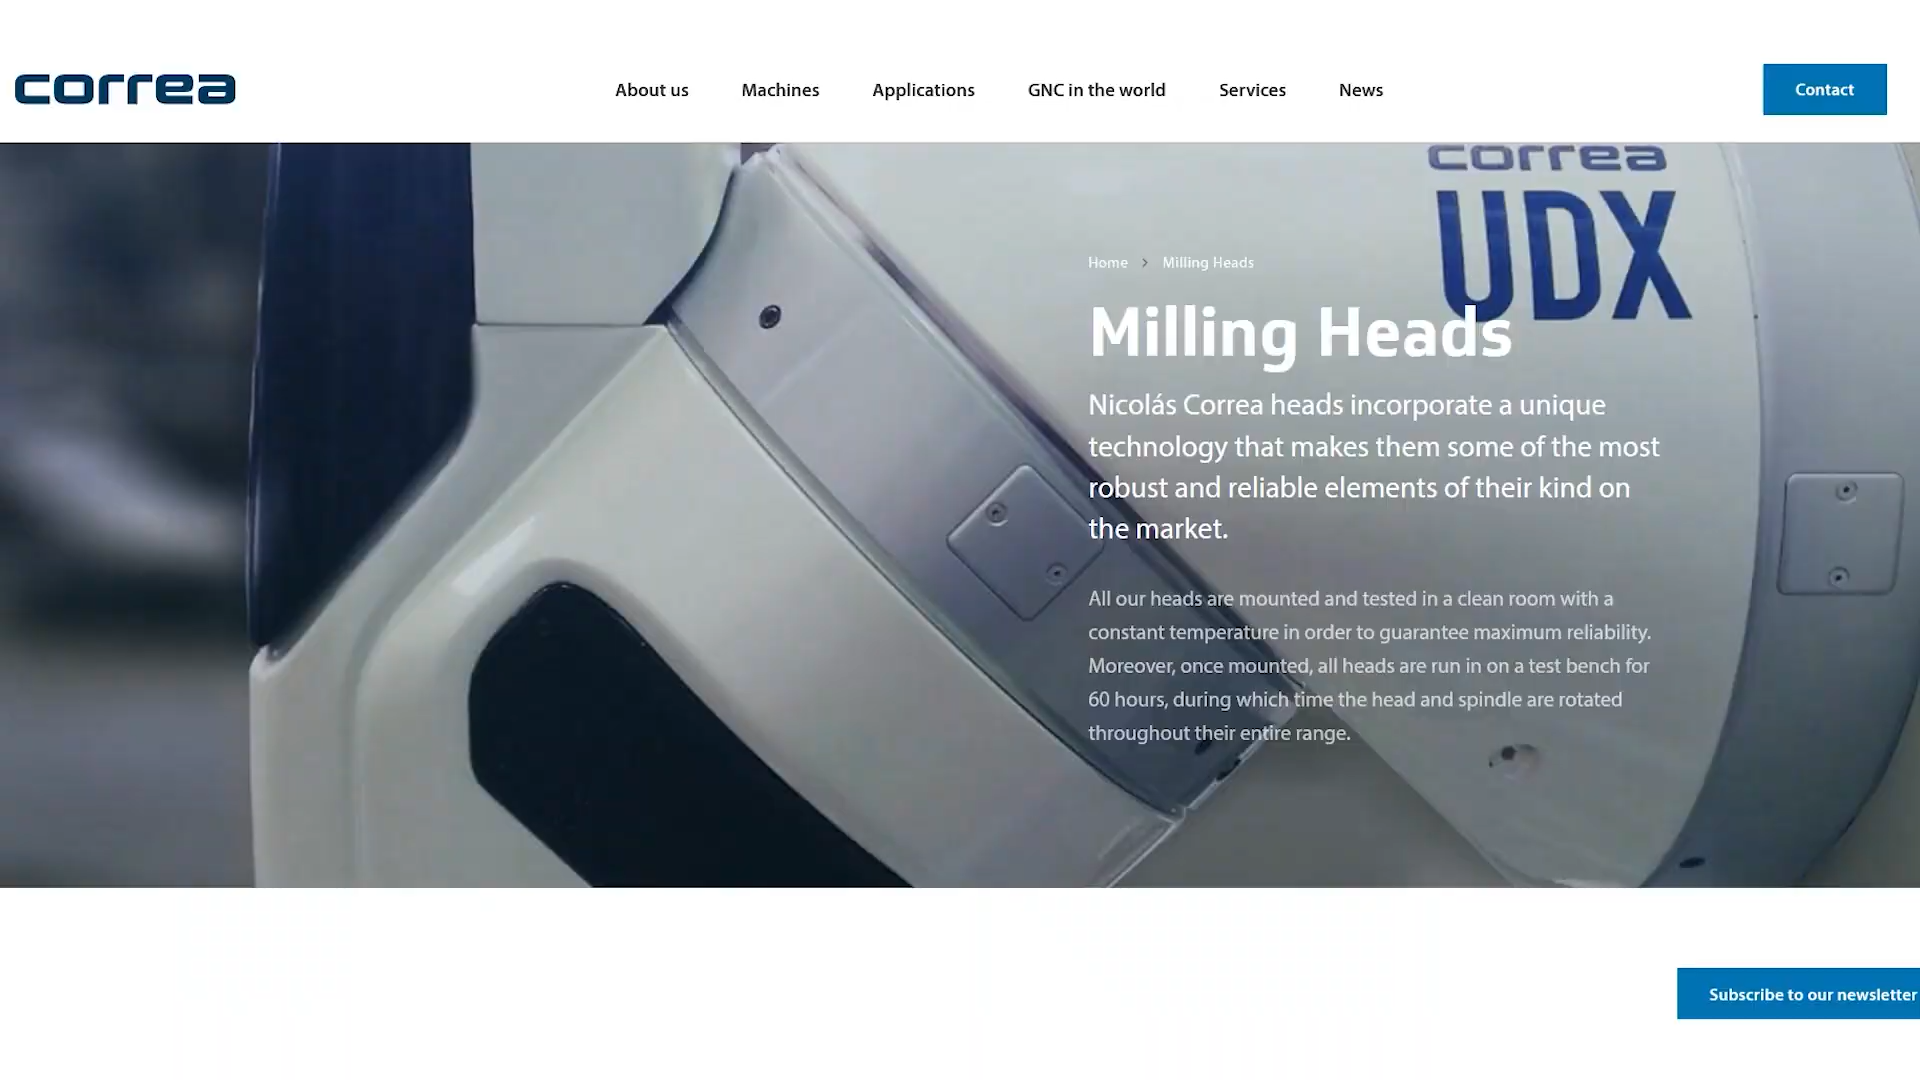 correa
About us
Machines
Applications
GNC in the world
Services
News
Contact
correa
UDX
Home > Milling Heads
Milling Heads
Nicolás Correa heads incorporate a unique
technology that makes them some of the most
robust and reliable elements of their kind on
the market.
All our heads are mounted and tested in a clean room with a
constant temperature in order to guarantee maximum reliability.
Moreover, once mounted, all heads are run in on a test bench for
60 hours, during which time the head and spindle are rotated
throughout their entire range.
Subscribe to our newsletter